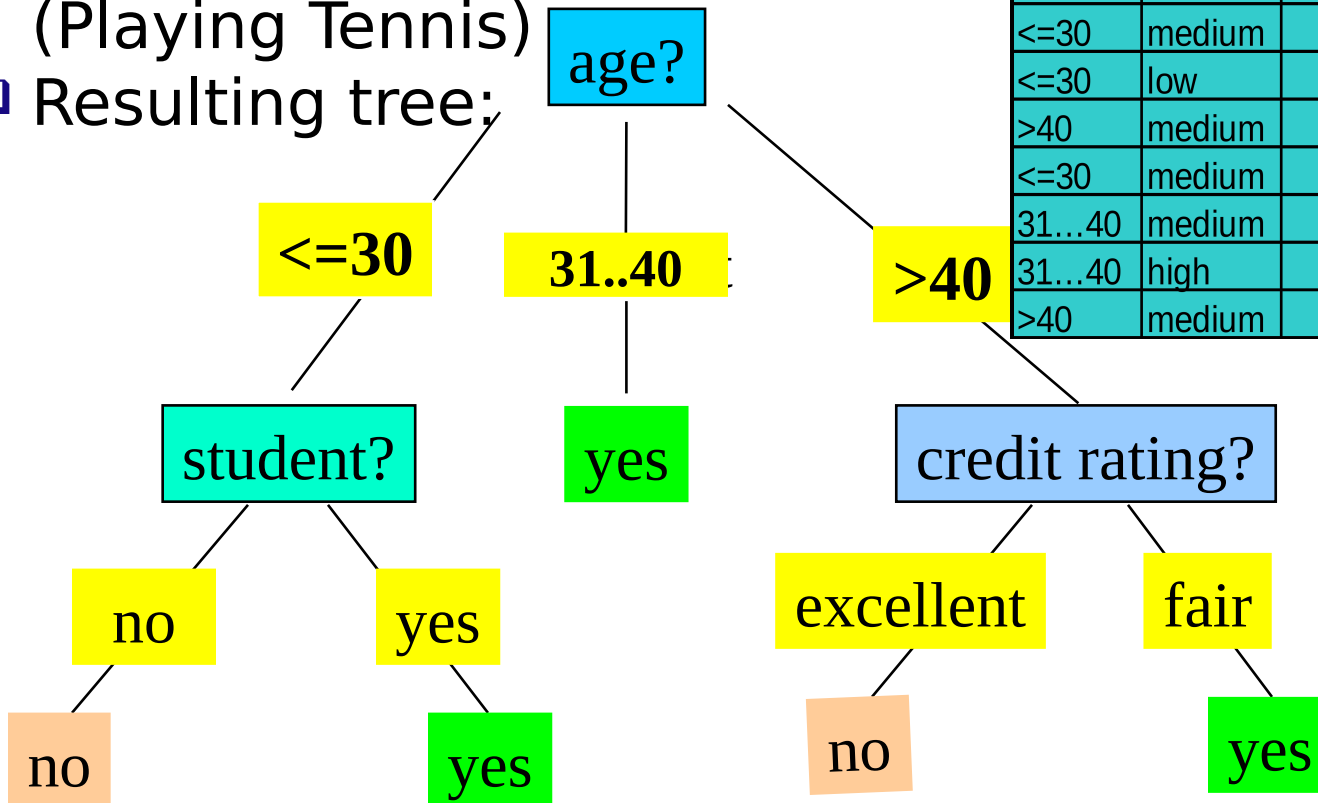 (Playing Tennis)
Resulting tree:
age?
<=30 medium
<=30 low
>40 medium
<=30 medium
31…40 medium
31…40 high
>40 medium
<=30
31..40
>40
student?
yes
credit rating?
no
yes
excellent
fair
no
yes
no
yes